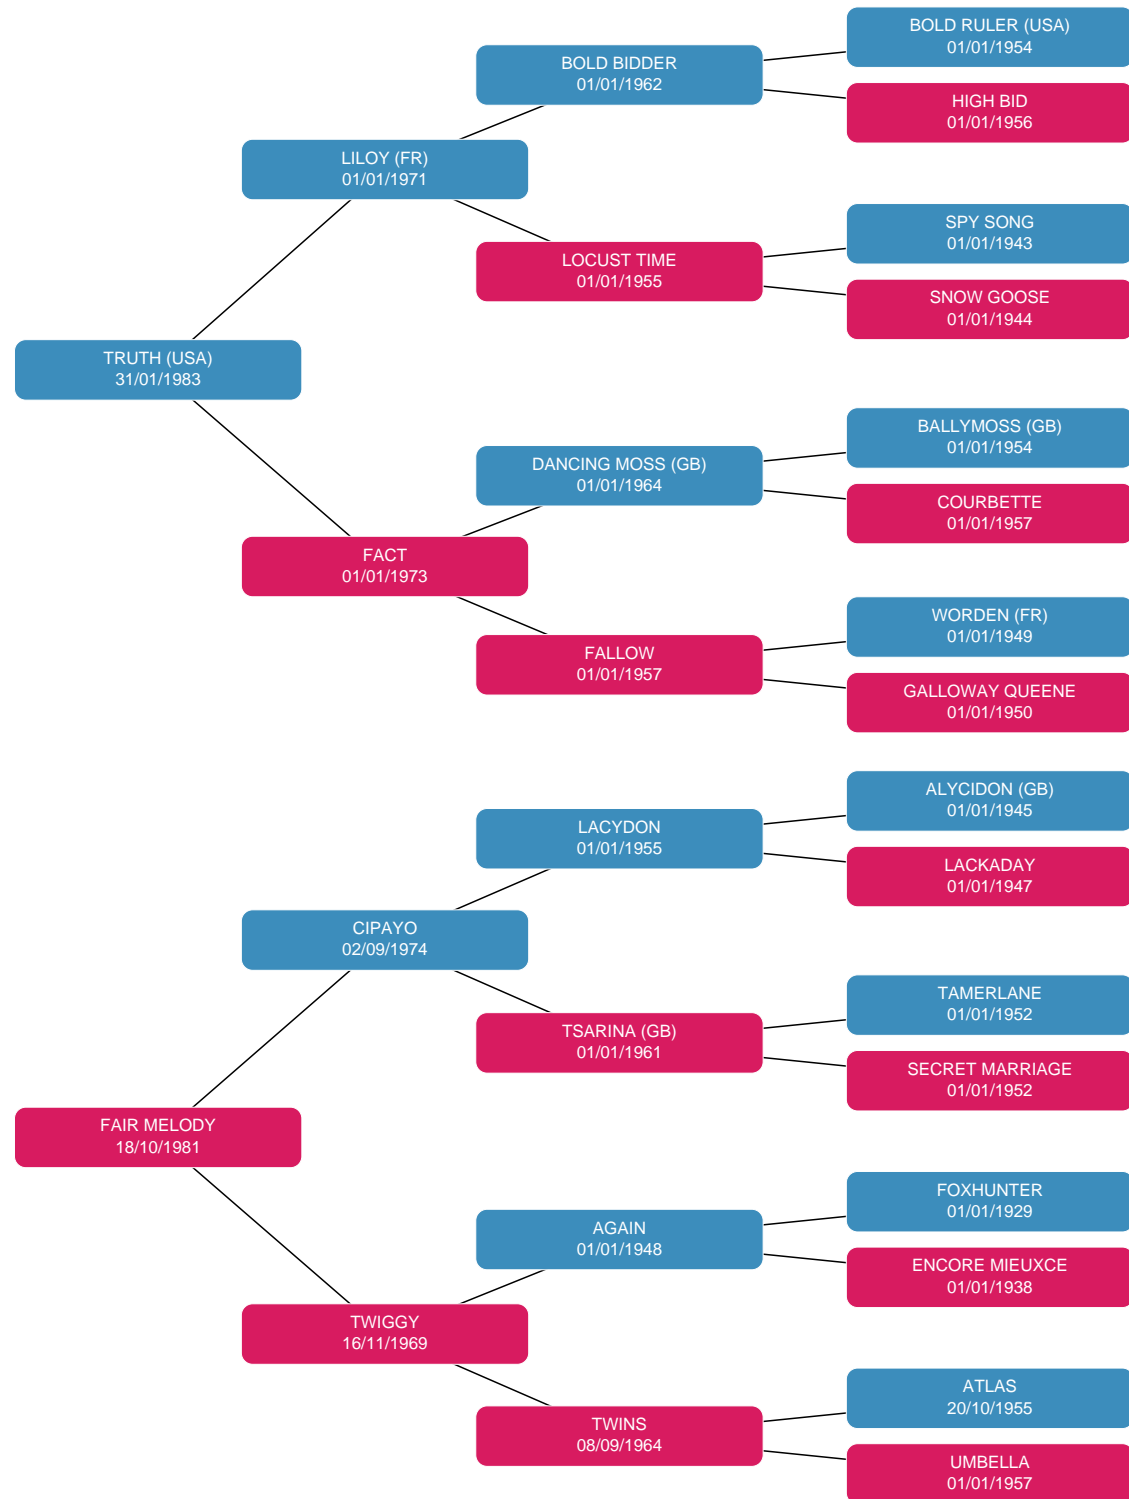 BOLD RULER (USA)
01/01/1954
BOLD BIDDER
01/01/1962
HIGH BID
01/01/1956
LILOY (FR)
01/01/1971
SPY SONG
01/01/1943
LOCUST TIME
01/01/1955
SNOW GOOSE
01/01/1944
TRUTH (USA)
31/01/1983
BALLYMOSS (GB)
01/01/1954
DANCING MOSS (GB)
01/01/1964
COURBETTE
01/01/1957
FACT
01/01/1973
WORDEN (FR)
01/01/1949
FALLOW
01/01/1957
GALLOWAY QUEENE
01/01/1950
ALYCIDON (GB)
01/01/1945
LACYDON
01/01/1955
LACKADAY
01/01/1947
CIPAYO
02/09/1974
TAMERLANE
01/01/1952
TSARINA (GB)
01/01/1961
SECRET MARRIAGE
01/01/1952
FAIR MELODY
18/10/1981
FOXHUNTER
01/01/1929
AGAIN
01/01/1948
ENCORE MIEUXCE
01/01/1938
TWIGGY
16/11/1969
ATLAS
20/10/1955
TWINS
08/09/1964
UMBELLA
01/01/1957